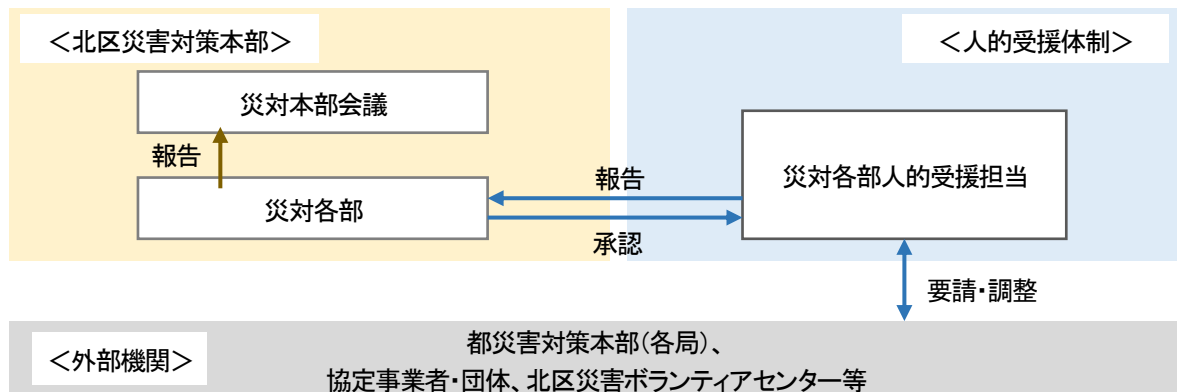 ＜北区災害対策本部＞
＜人的受援体制＞
災対本部会議
報告
災対各部
報告
承認
災対各部人的受援担当
要請・調整
＜外部機関＞
都災害対策本部（各局）、
協定事業者・団体、北区災害ボランティアセンター等